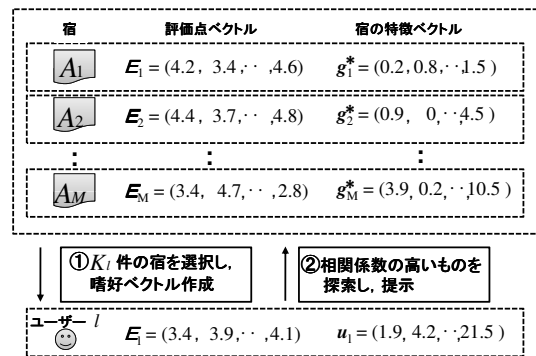 宿 評価点ベクトル 宿の特徴ベクトル
A1 E1 = (4.2, 3.4,‥ ,4.6) g1* = (0.2,0.8,‥,1.5 )
A2 E2 = (4.4, 3.7,‥ ,4.8) g2* = (0.9, 0,‥,4.5 )
: : :
AM EM = (3.4, 4.7,‥ ,2.8) gM* = (3.9,0.2,‥,10.5 )
①Kl 件の宿を選択し,
嗜好ベクトル作成
②相関係数の高いものを
探索し,提示
ユーザー l
El = (3.4, 3.9,‥ ,4.1) u1 = (1.9, 4.2,‥,21.5 )